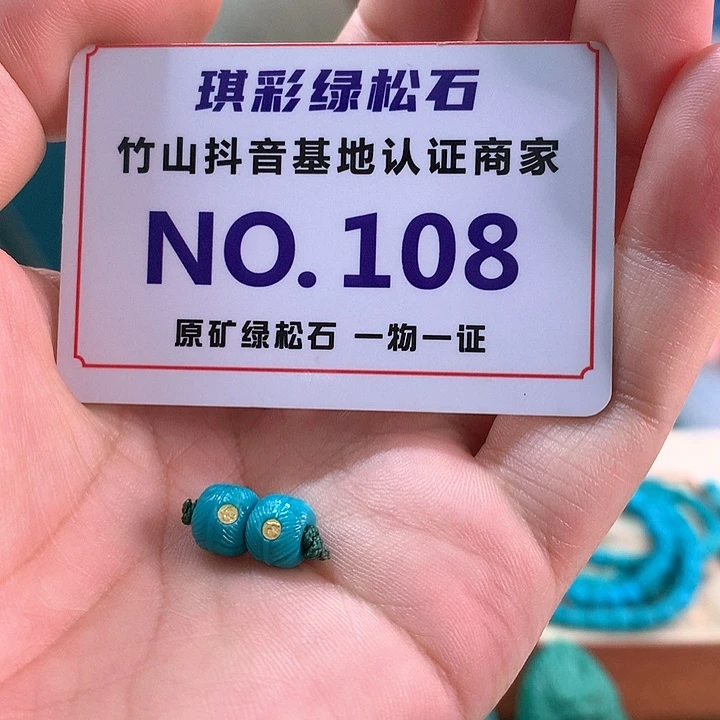 琪彩绿松石
竹山抖音基地认证商家
NO. 108
原矿绿松石 一物一证